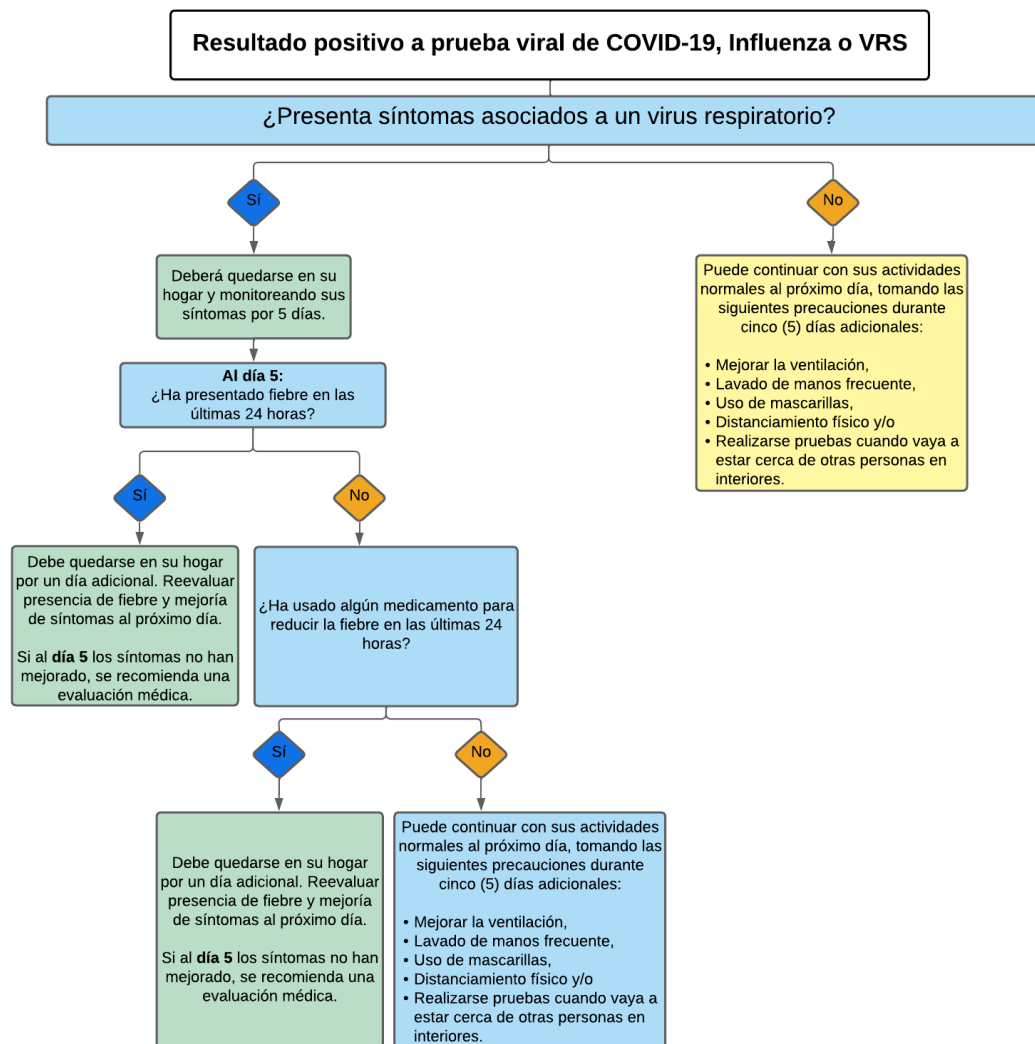 Resultado positivo a prueba viral de COVID-19, Influenza o VRS
¿Presenta síntomas asociados a un virus respiratorio?
Sí
No
Deberá quedarse en su
hogar y monitoreando sus
síntomas por 5 días.
Puede continuar con sus actividades
normales al próximo día, tomando las
siguientes precauciones durante
cinco (5) días adicionales:
• Mejorar la ventilación,
• Lavado de manos frecuente,
• Uso de mascarillas,
• Distanciamiento físico y/o
• Realizarse pruebas cuando vaya a
estar cerca de otras personas en
interiores.
Al día 5:
¿Ha presentado fiebre en las
últimas 24 horas?
Sí
No
Debe quedarse en su hogar
por un día adicional. Reevaluar
presencia de fiebre y mejoría
de síntomas al próximo día.
Si al día 5 los síntomas no han
mejorado, se recomienda una
evaluación médica.
¿Ha usado algún medicamento para
reducir la fiebre en las últimas 24
horas?
Sí
No
Debe quedarse en su hogar
por un día adicional. Reevaluar
presencia de fiebre y mejoría
de síntomas al próximo día.
Si al día 5 los síntomas no han
mejorado, se recomienda una
evaluación médica.
Puede continuar con sus actividades
normales al próximo día, tomando las
siguientes precauciones durante
cinco (5) días adicionales:
• Mejorar la ventilación,
• Lavado de manos frecuente,
• Uso de mascarillas,
• Distanciamiento físico y/o
• Realizarse pruebas cuando vaya a
estar cerca de otras personas en
interiores.